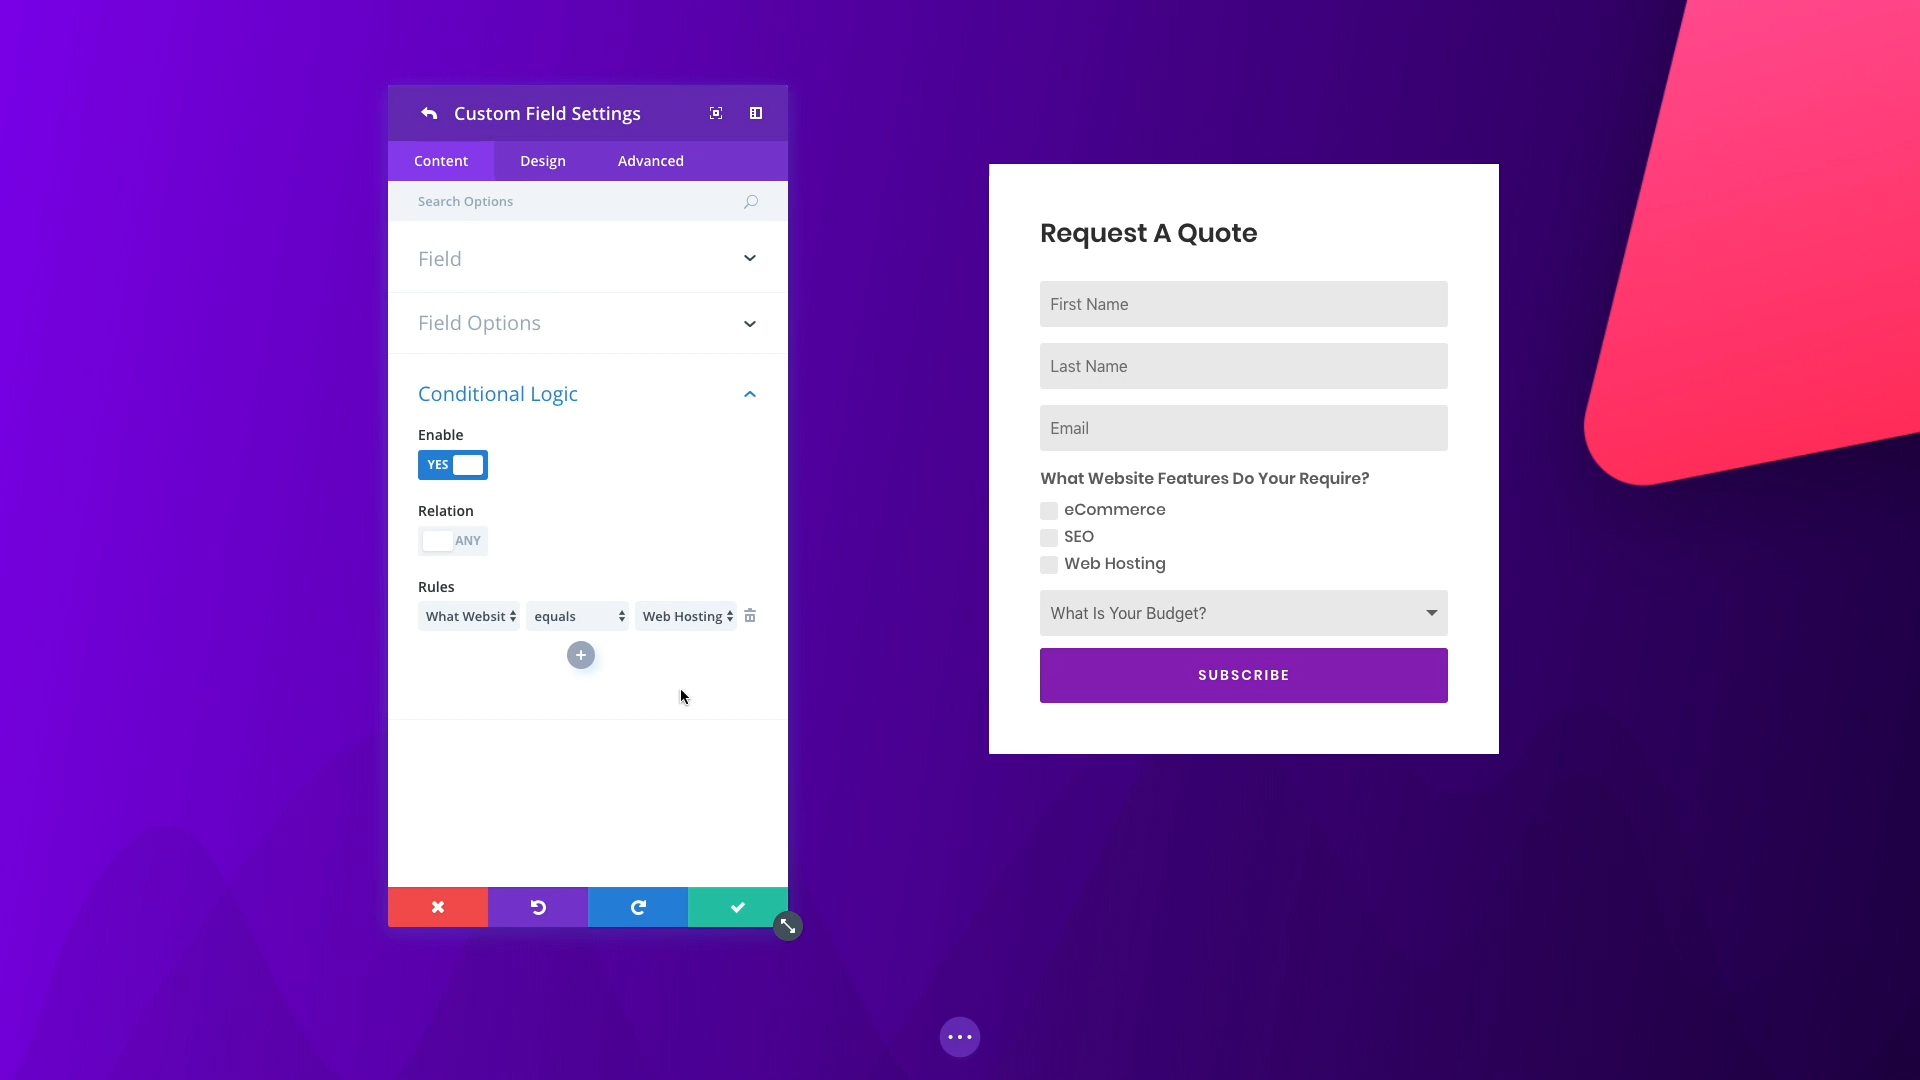 Custom Field Settings
Content
Design
Advanced
Search Options
Field
Field Options
Conditional Logic
Enable
YES
Relation
ANY
Rules
What Websit
equals
Web Hosting
Request A Quote
First Name
Last Name
Email
What Website Features Do Your Require?
eCommerce
SEO
Web Hosting
What Is Your Budget?
SUBSCRIBE